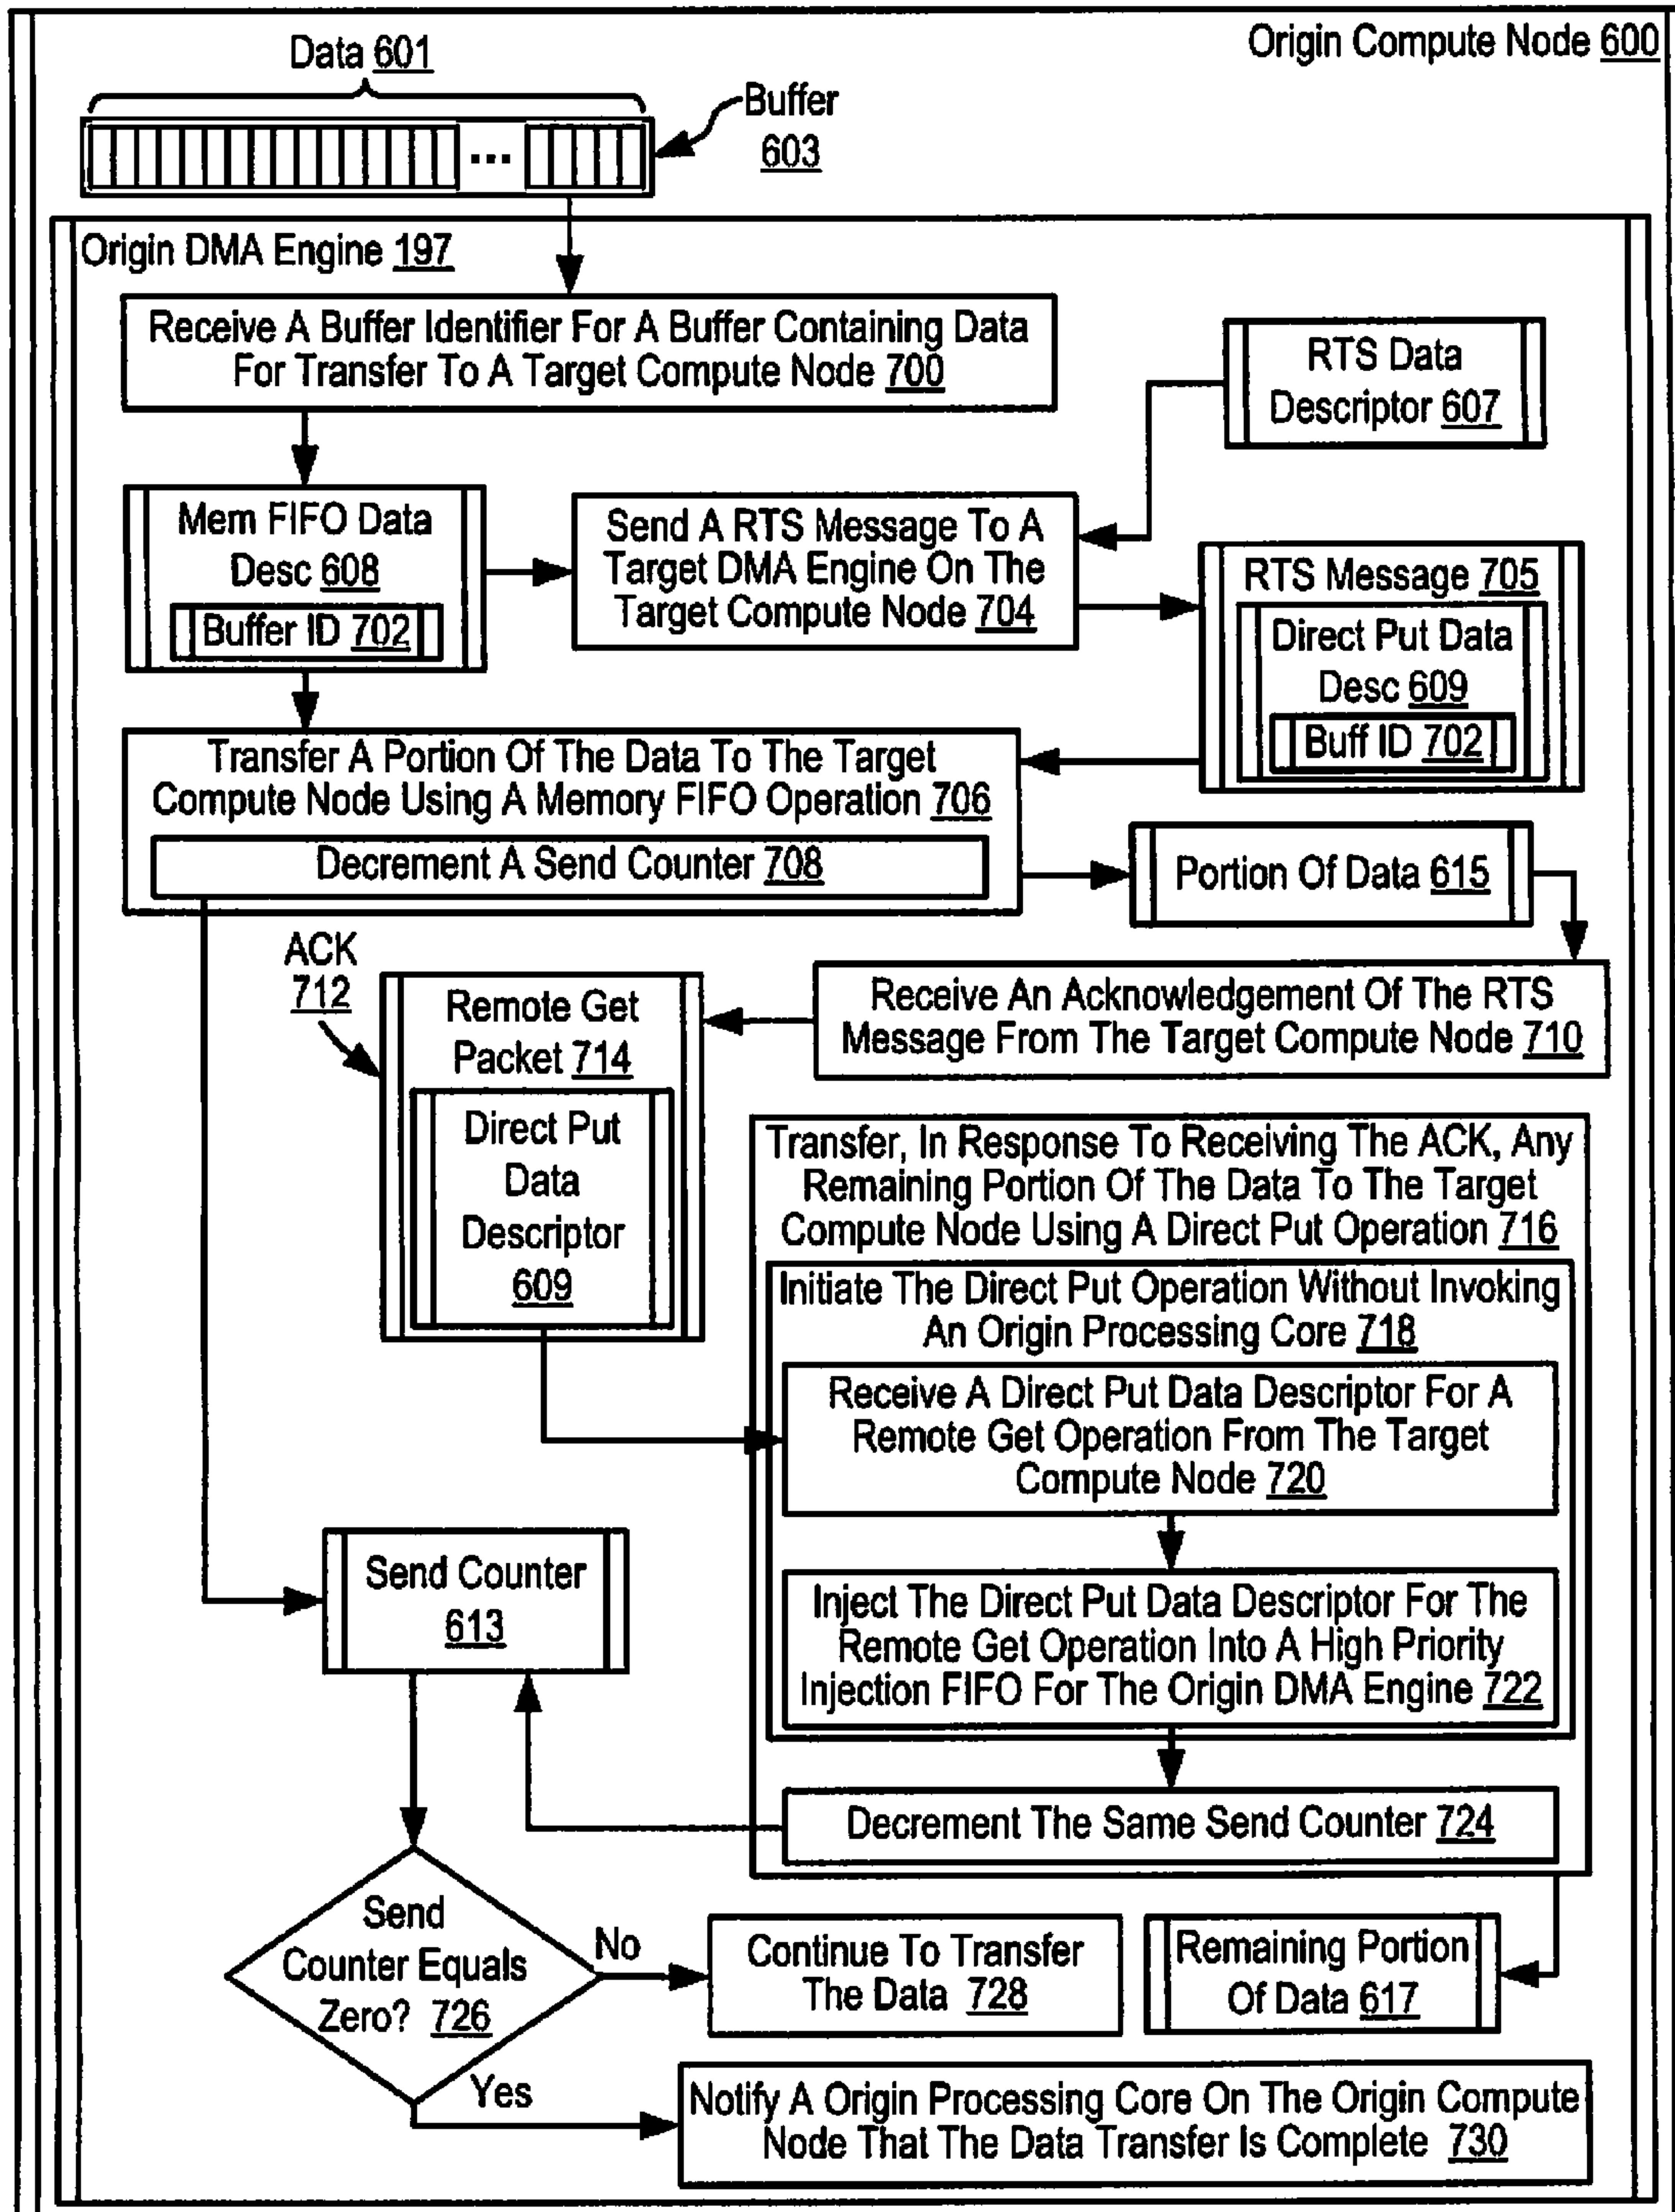 Origin Compute Node 600
Data 601
Buffer
603
...
Origin DMA Engine 197
Receive A Buffer Identifier For A Buffer Containing Data
For Transfer To A Target Compute Node 700
RTS Data
Descriptor 607
Mem FIFO Data
Desc 608
Buffer ID 702
Send A RTS Message To A
Target DMA Engine On The
Target Compute Node 704
RTS Message 705
Direct Put Data
Desc 609
Buff ID 702
Transfer A Portion Of The Data To The Target
Compute Node Using A Memory FIFO Operation 706
Decrement A Send Counter 708
Portion Of Data 615
ACK
712
Remote Get
Packet 714
Direct Put
Data
Descriptor
609
Receive An Acknowledgement Of The RTS
Message From The Target Compute Node 710
Transfer, In Response To Receiving The ACK, Any
Remaining Portion Of The Data To The Target
Compute Node Using A Direct Put Operation 716
Initiate The Direct Put Operation Without Invoking
An Origin Processing Core 718
Receive A Direct Put Data Descriptor For A
Remote Get Operation From The Target
Compute Node 720
Send Counter
613
Inject The Direct Put Data Descriptor For The
Remote Get Operation Into A High Priority
Injection FIFO For The Origin DMA Engine 722
Decrement The Same Send Counter 724
Send
Counter Equals
Zero? 726
No
Continue To Transfer
The Data 728
Remaining Portion
Of Data 617
Yes
Notify A Origin Processing Core On The Origin Compute
Node That The Data Transfer Is Complete 730